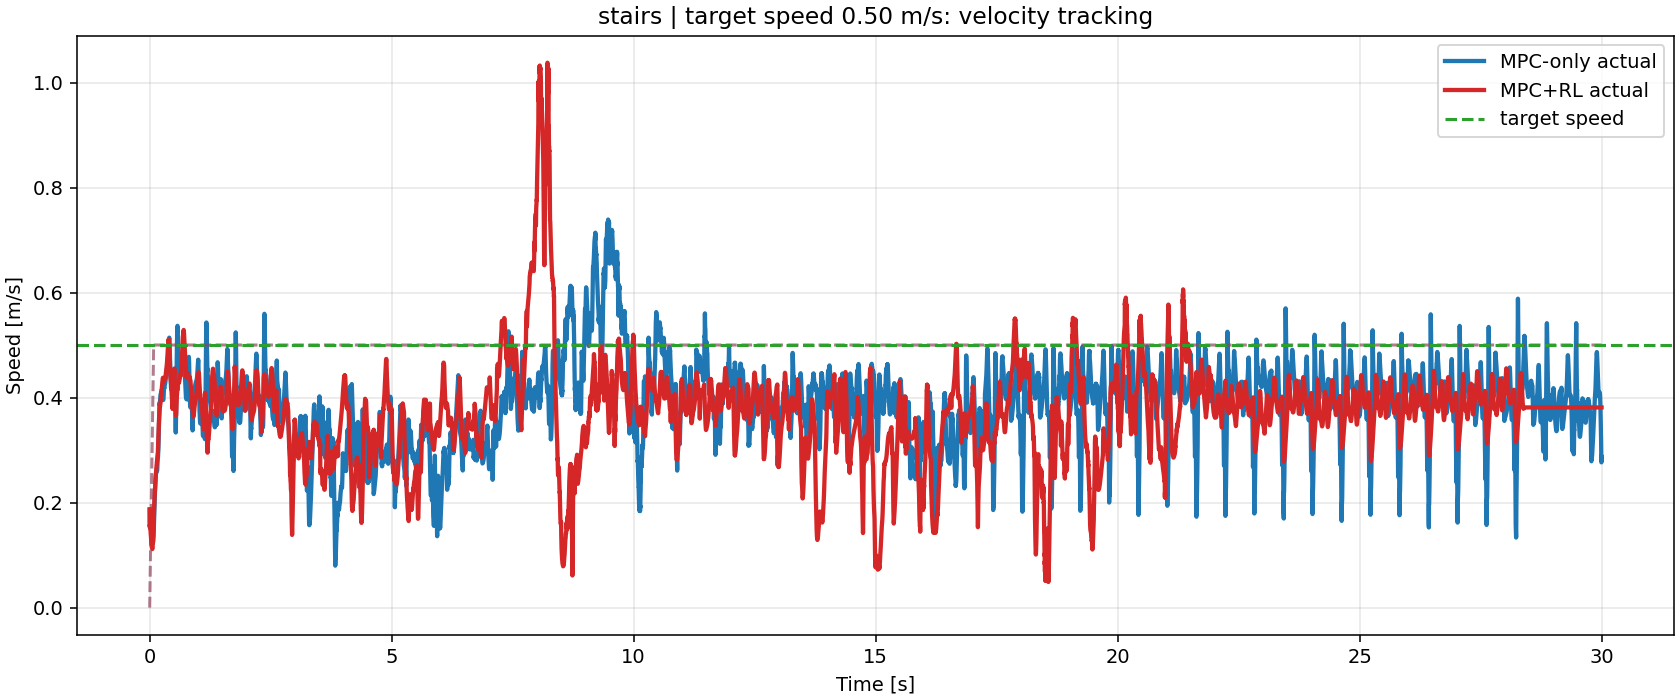 stairs | target speed 0.50 m/s: velocity tracking
Speed [m/s]
1.0
0.8
0.6
0.4
0.2
0.0
MPC-only actual
MPC+RL actual
target speed
0 5 10 15 20 25 30
Time [s]